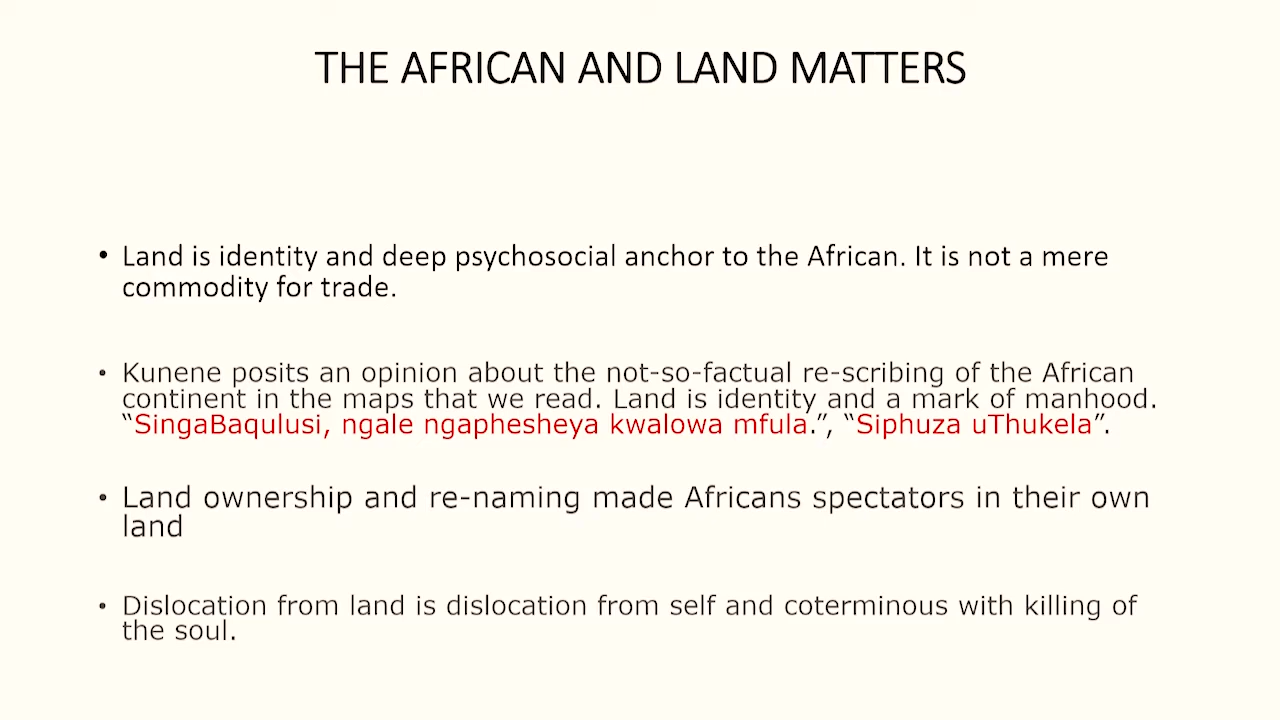 THE AFRICAN AND LAND MATTERS
• Land is identity and deep psychosocial anchor to the African. It is not a mere
commodity for trade.
• Kunene posits an opinion about the not-so-factual re-scribing of the African
continent in the maps that we read. Land is identity and a mark of manhood.
“SingaBaqulusi, ngale ngaphesheya kwalowa mfula.”, “Siphuza uThukela”.
• Land ownership and re-naming made Africans spectators in their own
land
• Dislocation from land is dislocation from self and coterminous with killing of
the soul.